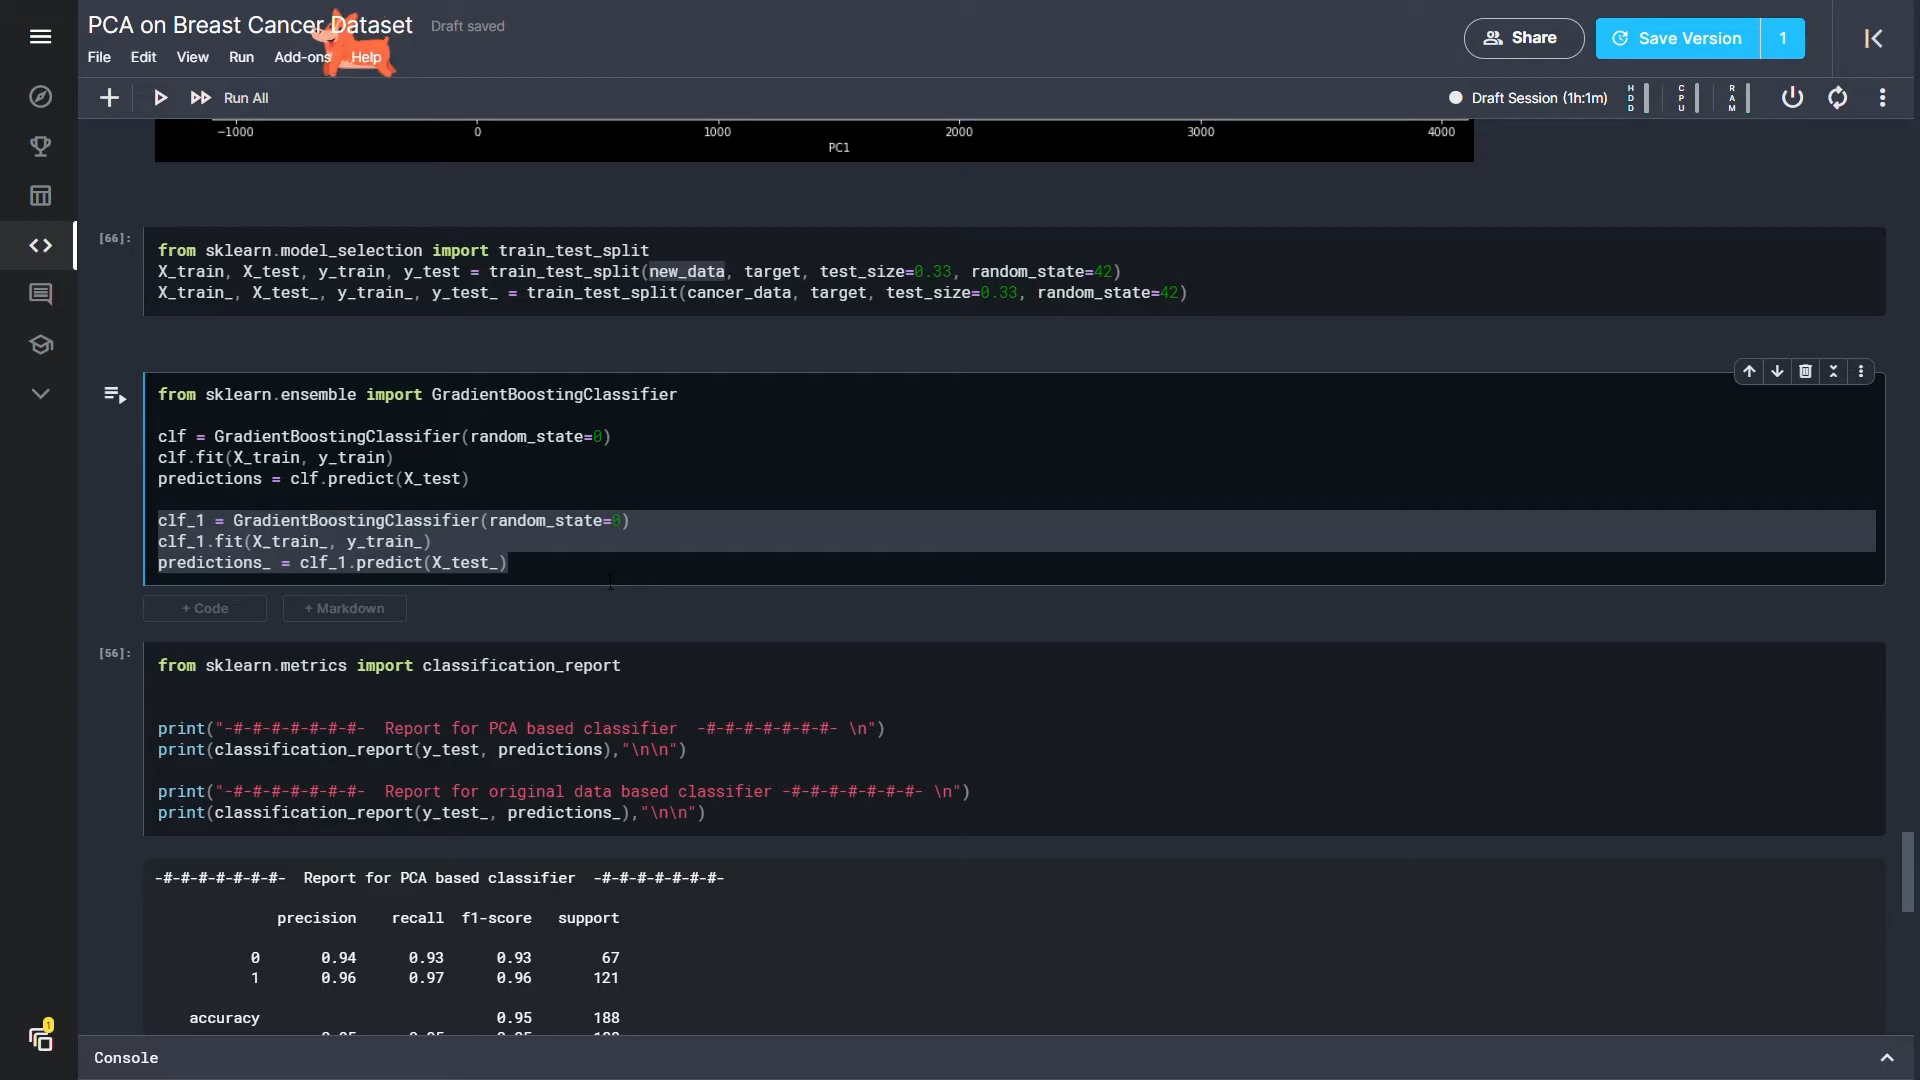 PCA on Breast Cancer Dataset
Draft saved
File Edit View Run Add-ons Help
Share
Save Version 1
Run All
Draft Session (1h:1m)
HDD
CPU
RAM
−1000 0 1000 2000 3000 4000
PC1
[66]:
from sklearn.model_selection import train_test_split
X_train, X_test, y_train, y_test = train_test_split(new_data, target, test_size=0.33, random_state=42)
X_train_, X_test_, y_train_, y_test_ = train_test_split(cancer_data, target, test_size=0.33, random_state=42)
from sklearn.ensemble import GradientBoostingClassifier
clf = GradientBoostingClassifier(random_state=0)
clf.fit(X_train, y_train)
predictions = clf.predict(X_test)
clf_1 = GradientBoostingClassifier(random_state=0)
clf_1.fit(X_train_, y_train_)
predictions_ = clf_1.predict(X_test_)
+ Code + Markdown
[56]:
from sklearn.metrics import classification_report
print("-#-#-#-#-#-#-#-  Report for PCA based classifier  -#-#-#-#-#-#-#- \n")
print(classification_report(y_test, predictions),"\n\n")
print("-#-#-#-#-#-#-#-  Report for original data based classifier -#-#-#-#-#-#-#- \n")
print(classification_report(y_test_, predictions_),"\n\n")
-#-#-#-#-#-#-#-  Report for PCA based classifier  -#-#-#-#-#-#-#-
precision recall f1-score support
0 0.94 0.93 0.93 67
1 0.96 0.97 0.96 121
accuracy 0.95 188
1
Console